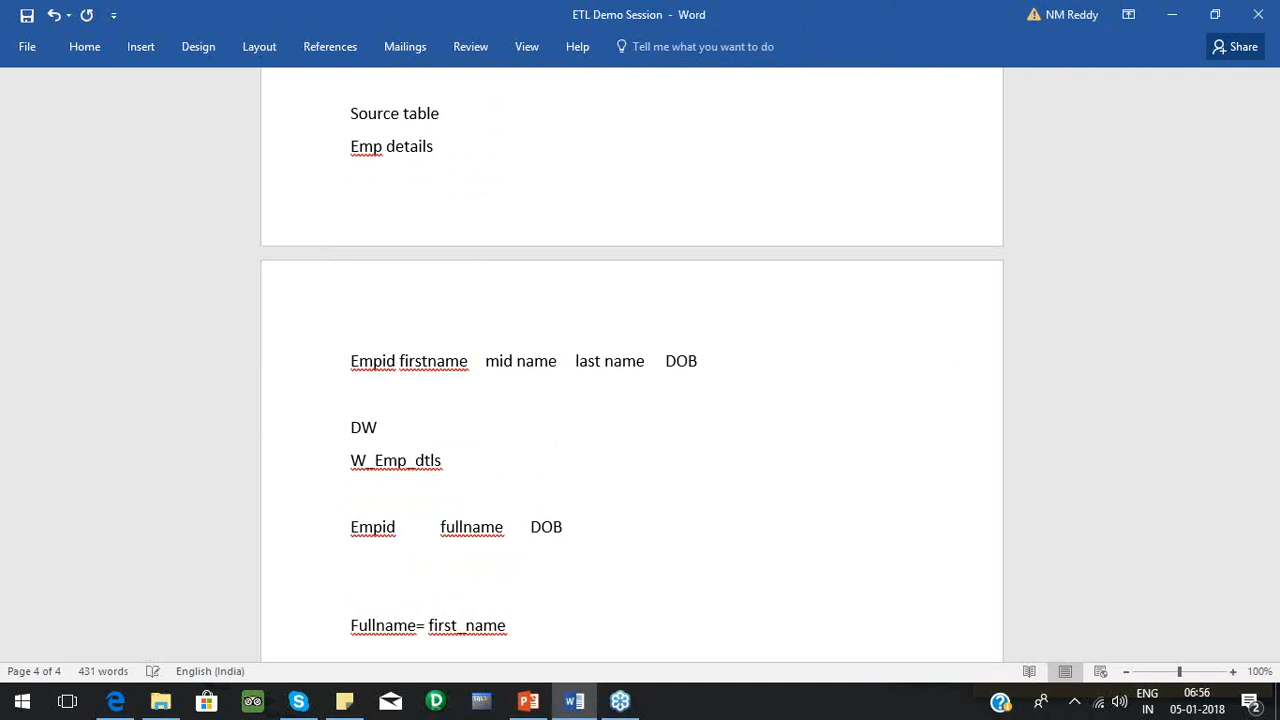 ETL Demo Session - Word
NM Reddy
File Home Insert Design Layout References Mailings Review View Help Tell me what you want to do Share
Source table
Emp details
Empid firstname mid name last name DOB
DW
W_Emp_dtls
Empid fullname DOB
Fullname= first_name
Page 4 of 4 431 words English (India) 100%
ENG 06:56
IN 05-01-2018 2